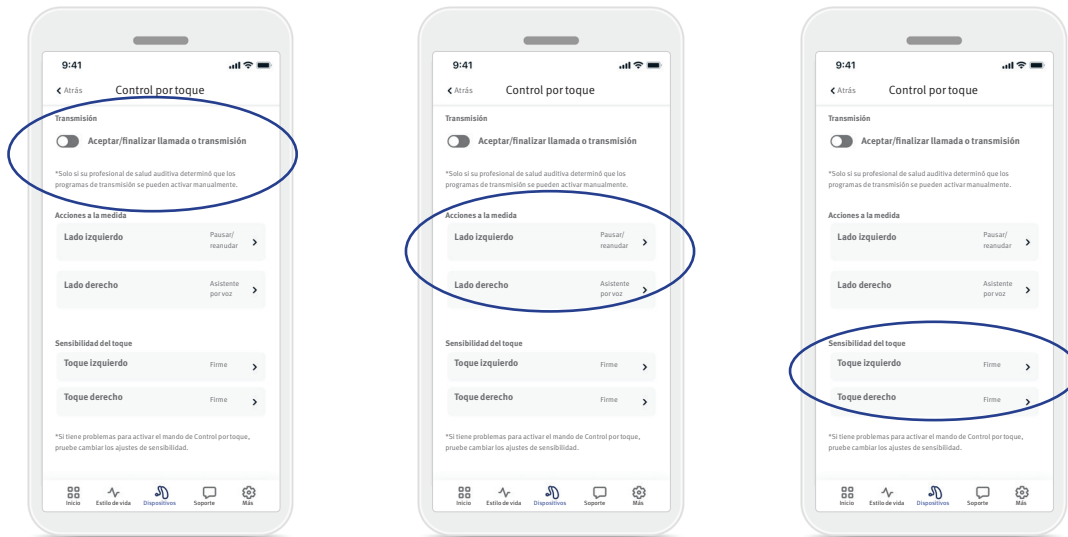 9:41
Atrás
Control por toque
Transmisión
Aceptar/finalizar llamada o transmisión
*Solo si su profesional de salud auditiva determinó que los
programas de transmisión se pueden activar manualmente.
Acciones a la medida
Lado izquierdo
Pausar/
reanudar
Lado derecho
Asistente
por voz
Sensibilidad del toque
Toque izquierdo
Firme
Toque derecho
Firme
*Si tiene problemas para activar el mando de Control por toque,
pruebe cambiar los ajustes de sensibilidad.
Inicio
Estilo de vida
Dispositivos
Soporte
Más
9:41
Atrás
Control por toque
Transmisión
Aceptar/finalizar llamada o transmisión
*Solo si su profesional de salud auditiva determinó que los
programas de transmisión se pueden activar manualmente.
Acciones a la medida
Lado izquierdo
Pausar/
reanudar
Lado derecho
Asistente
por voz
Sensibilidad del toque
Toque izquierdo
Firme
Toque derecho
Firme
*Si tiene problemas para activar el mando de Control por toque,
pruebe cambiar los ajustes de sensibilidad.
Inicio
Estilo de vida
Dispositivos
Soporte
Más
9:41
Atrás
Control por toque
Transmisión
Aceptar/finalizar llamada o transmisión
*Solo si su profesional de salud auditiva determinó que los
programas de transmisión se pueden activar manualmente.
Acciones a la medida
Lado izquierdo
Pausar/
reanudar
Lado derecho
Asistente
por voz
Sensibilidad del toque
Toque izquierdo
Firme
Toque derecho
Firme
*Si tiene problemas para activar el mando de Control por toque,
pruebe cambiar los ajustes de sensibilidad.
Inicio
Estilo de vida
Dispositivos
Soporte
Más